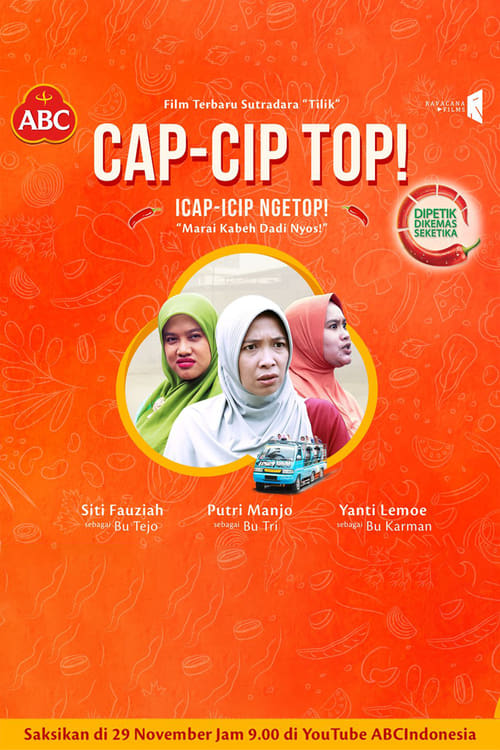 Film Terbaru Sutradara "Tilik"
ABC
RAVACANA
FILMS
CAP-CIP TOP!
ICAP-ICIP NGETOP!
"Marai Kabeh Dadi Nyos!"
DIPETIK
DIKEMAS
SEKETIKA
Siti Fauziah
sebagai Bu Tejo
Putri Manjo
sebagai Bu Tri
Yanti Lemoe
sebagai Bu Karman
Saksikan di 29 November Jam 9.00 di YouTube ABCIndonesia